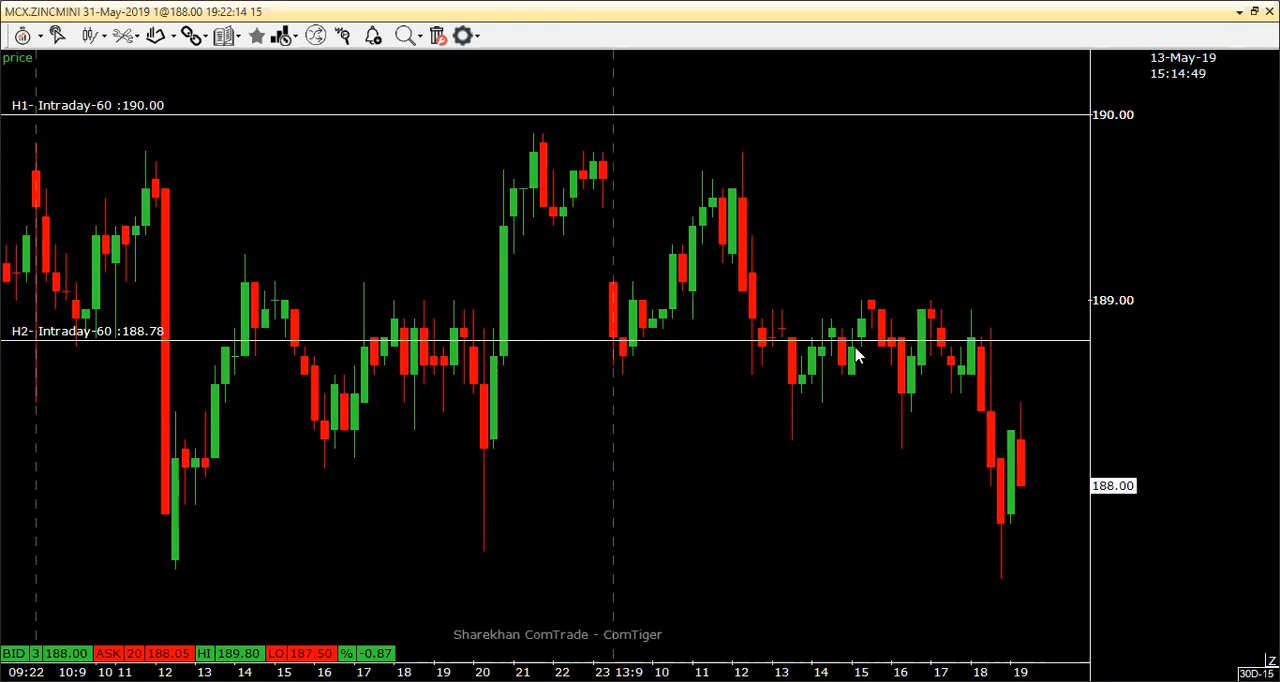 MCX.ZINCMINI 31-May-2019 1@188.00 19:22:14 15
price
13-May-19
15:14:49
H1- Intraday-60 :190.00
190.00
189.00
H2- Intraday-60 :188.78
188.00
Sharekhan ComTrade - ComTiger
BID 3 188.00 ASK 20 188.05 HI 189.80 LO 187.50 % -0.87
09:22 10:9 10 11 12 13 14 15 16 17 18 19 20 21 22 23 13:9 10 11 12 13 14 15 16 17 18 19
Z
30D-15